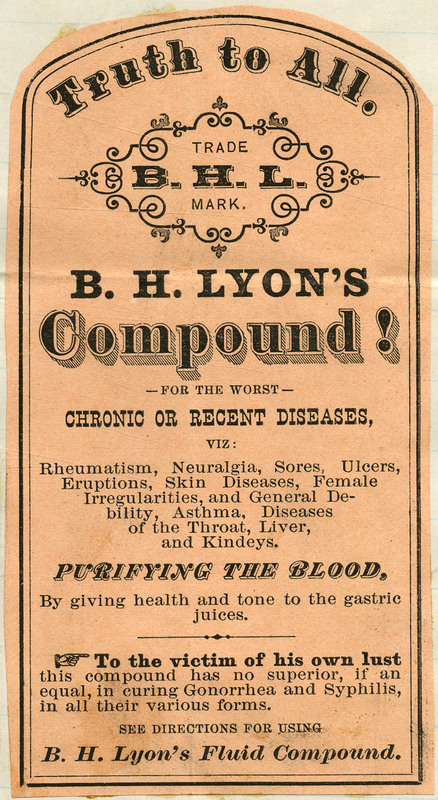 Truth to All.
TRADE
B. H. L.
MARK.
B. H. LYON'S
Compound!
—FOR THE WORST—
CHRONIC OR RECENT DISEASES,
VIZ:
Rheumatism, Neuralgia, Sores, Ulcers,
Eruptions, Skin Diseases, Female
Irregularities, and General De-
bility, Asthma, Diseases
of the Throat, Liver,
and Kindeys.
PURIFYING THE BLOOD,
By giving health and tone to the gastric
juices.
☞ To the victim of his own lust
this compound has no superior, if an
equal, in curing Gonorrhea and Syphilis,
in all their various forms.
SEE DIRECTIONS FOR USING
B. H. Lyon's Fluid Compound.